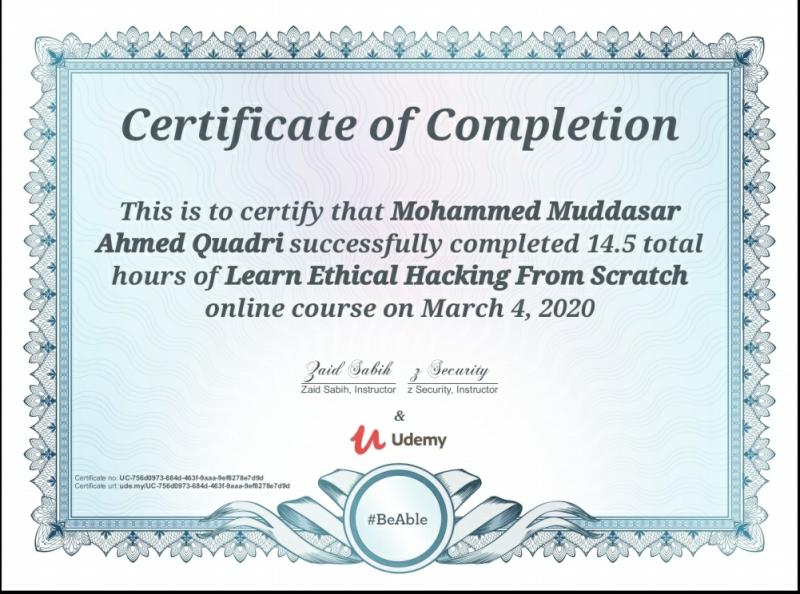 Certificate of Completion
This is to certify that Mohammed Muddasar
Ahmed Quadri successfully completed 14.5 total
hours of Learn Ethical Hacking From Scratch
online course on March 4, 2020
Zaid Sabih z Security
Zaid Sabih, Instructor z Security, Instructor
&
Udemy
Certificate no: UC-756d0973-684d-463f-9aaa-9ef8278e7d9d
Certificate url: ude.my/UC-756d0973-684d-463f-9aaa-9ef8278e7d9d
#BeAble